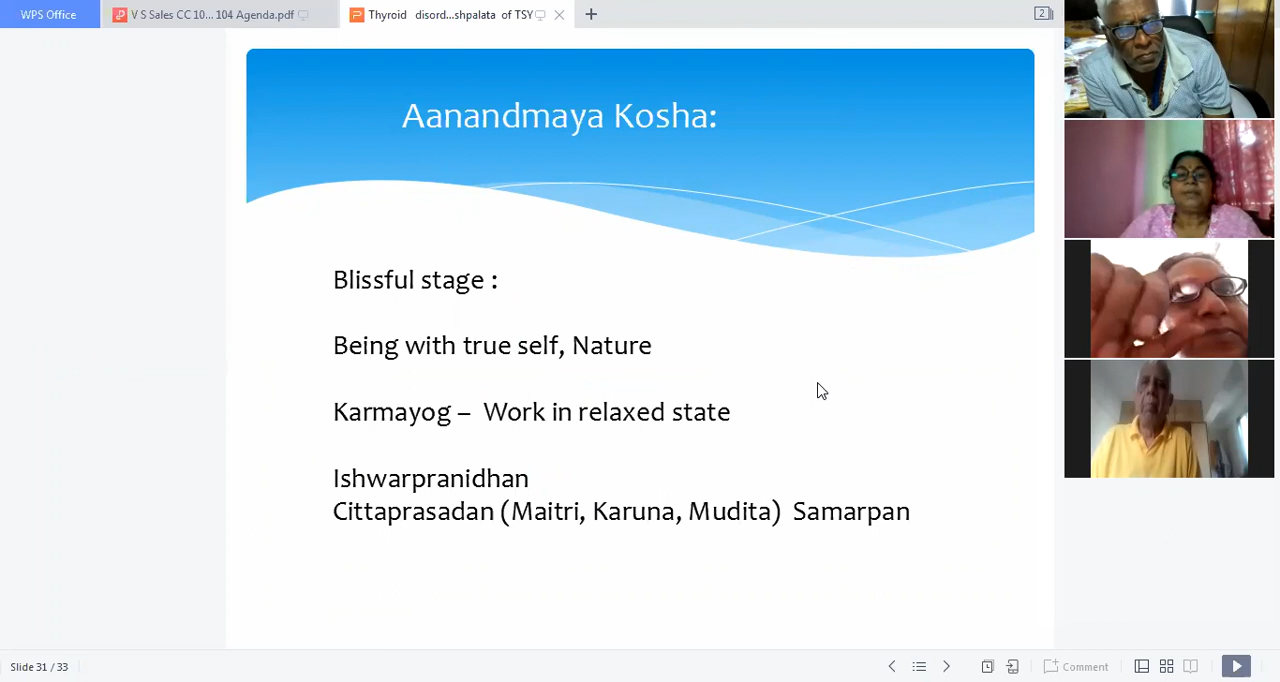 WPS Office
V S Sales CC 10... 104 Agenda.pdf
Thyroid disord...shpalata of TSY
2
Aanandmaya Kosha:
Blissful stage :
Being with true self, Nature
Karmayog – Work in relaxed state
Ishwarpranidhan
Cittaprasadan (Maitri, Karuna, Mudita) Samarpan
Slide 31 / 33
Comment